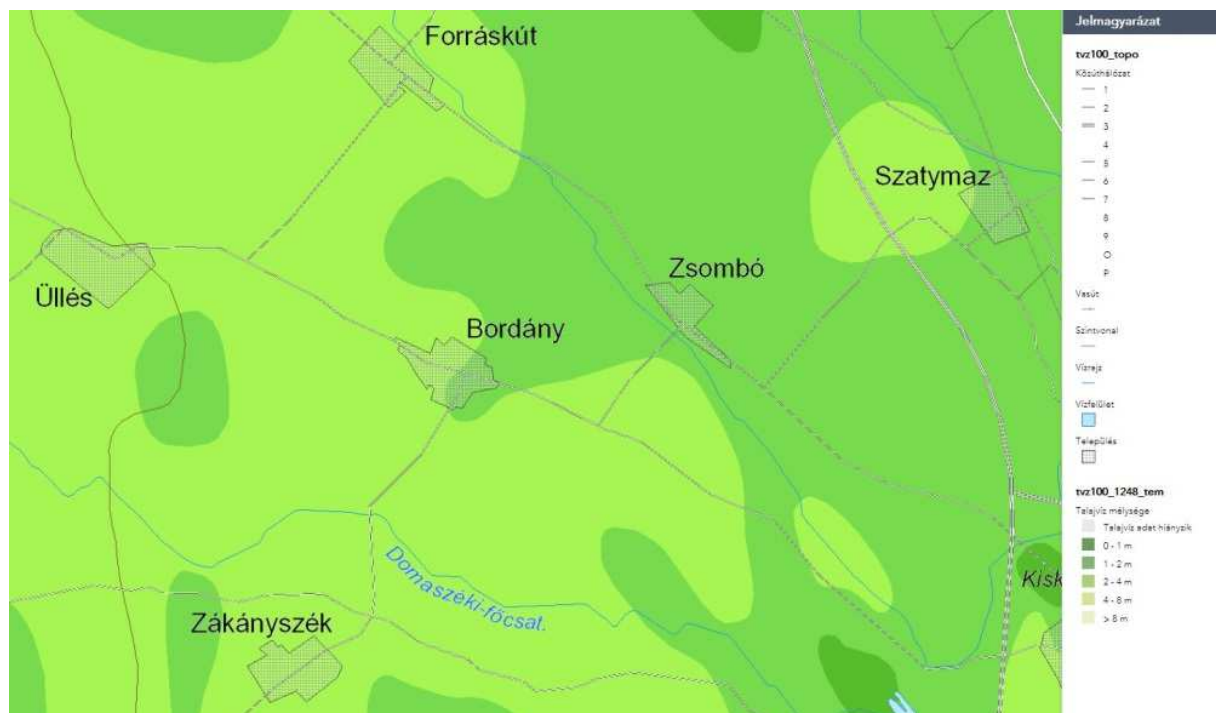 Forráskút
Szatymaz
Zsombó
Üllés
Bordány
Domaszéki-főcsat.
Kisk
Zákányszék
Jelmagyarázat
tvz100_topo
Közúthálózat
1
2
3
4
5
6
7
8
9
O
P
Vasút
Szintvonal
Vízrajz
Vízfelület
Település
tvz100_1248_tem
Talajvíz mélysége
Talajvíz adat hiányzik
0 - 1 m
1 - 2 m
2 - 4 m
4 - 8 m
> 8 m